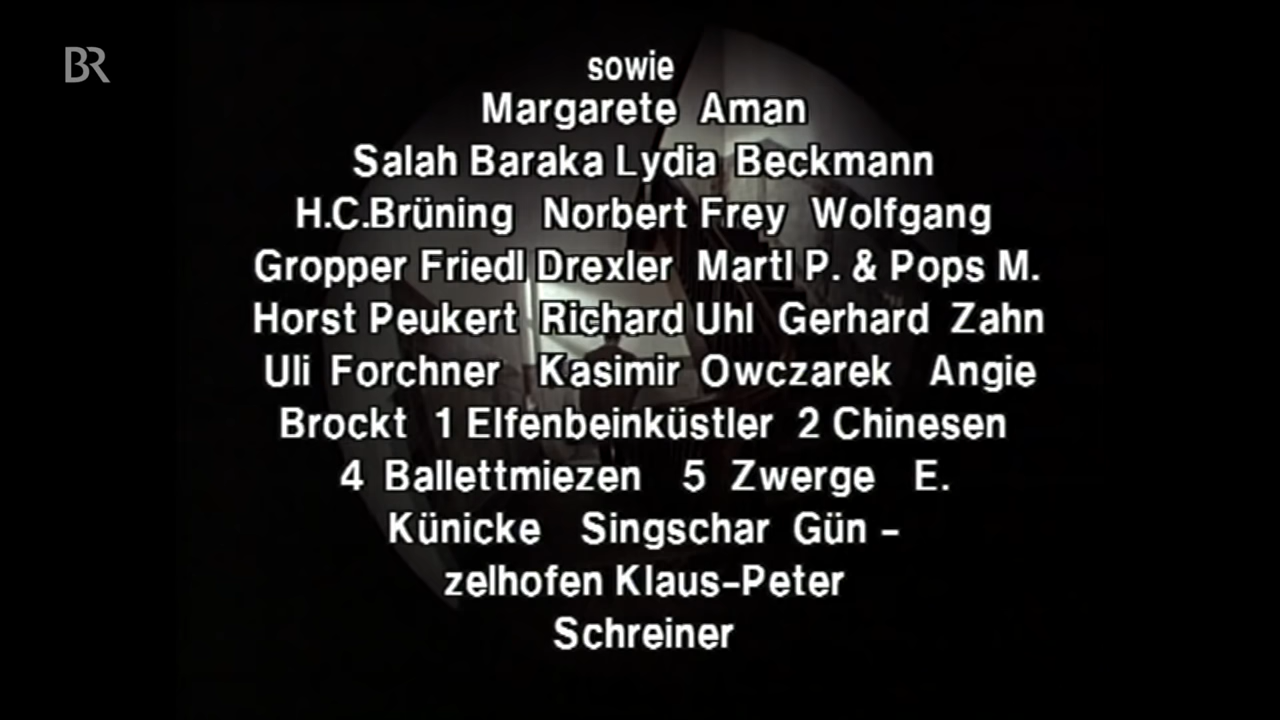 BR
sowie
Margarete Aman
Salah Baraka Lydia Beckmann
H.C.Brüning Norbert Frey Wolfgang
Gropper Friedl Drexler Martl P. & Pops M.
Horst Peukert Richard Uhl Gerhard Zahn
Uli Forchner Kasimir Owczarek Angie
Brockt 1 Elfenbeinküstler 2 Chinesen
4 Ballettmiezen 5 Zwerge E.
Künicke Singschar Gün -
zelhofen Klaus-Peter
Schreiner